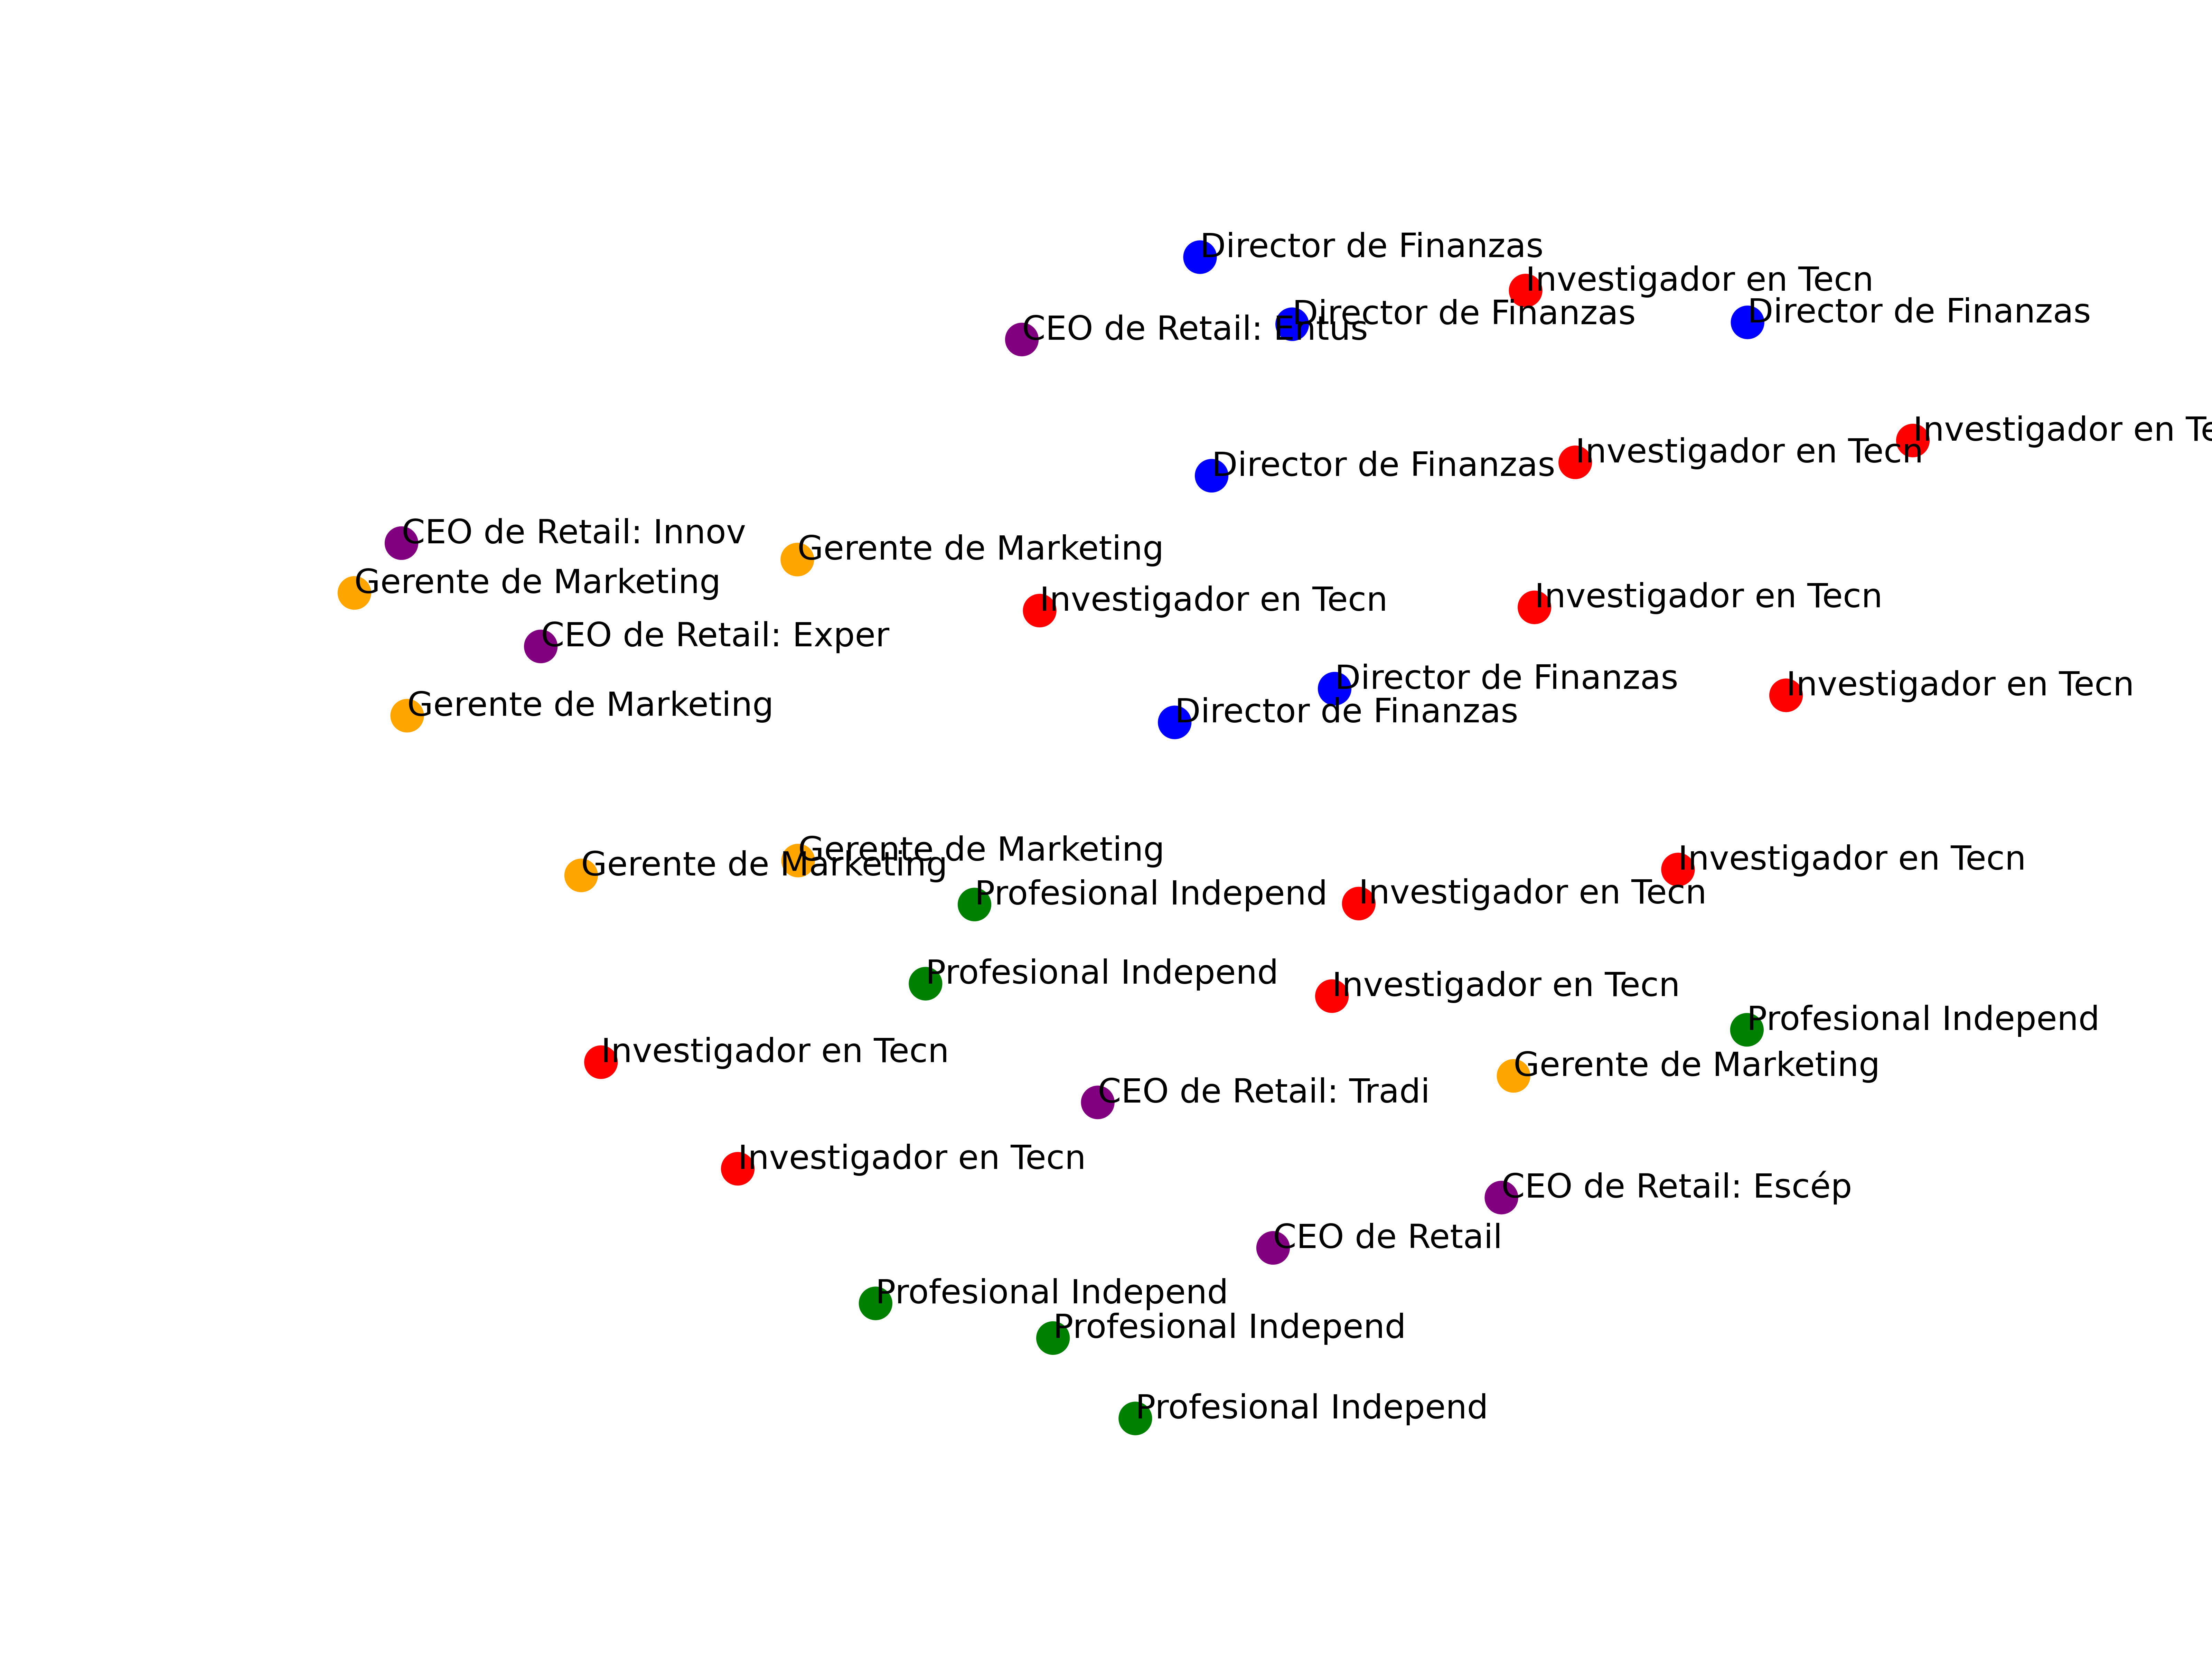 Director de Finanzas
Investigador en Tecn
Director de Finanzas
Director de Finanzas
CEO de Retail: Entus
Investigador en Te
Investigador en Tecn
Director de Finanzas
CEO de Retail: Innov
Gerente de Marketing
Gerente de Marketing
Investigador en Tecn
Investigador en Tecn
CEO de Retail: Exper
Director de Finanzas
Investigador en Tecn
Gerente de Marketing
Director de Finanzas
Gerente de Marketing
Investigador en Tecn
Gerente de Marketing
Investigador en Tecn
Profesional Independ
Profesional Independ
Investigador en Tecn
Profesional Independ
Investigador en Tecn
Gerente de Marketing
CEO de Retail: Tradi
Investigador en Tecn
CEO de Retail: Escép
CEO de Retail
Profesional Independ
Profesional Independ
Profesional Independ